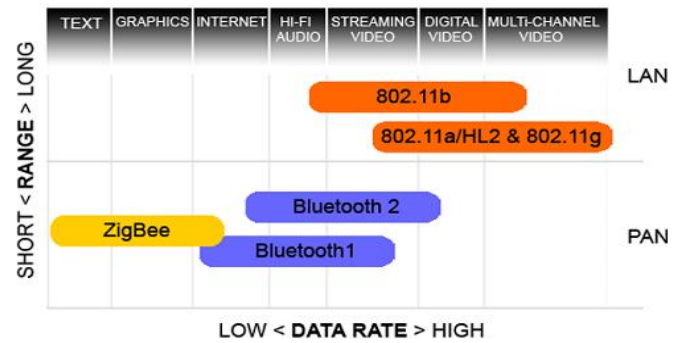 TEXT
GRAPHICS
INTERNET
HI-FI
AUDIO
STREAMING
VIDEO
DIGITAL
VIDEO
MULTI-CHANNEL
VIDEO
SHORT < RANGE > LONG
LAN
802.11b
802.11a/HL2 & 802.11g
PAN
Bluetooth 2
ZigBee
Bluetooth1
LOW < DATA RATE > HIGH